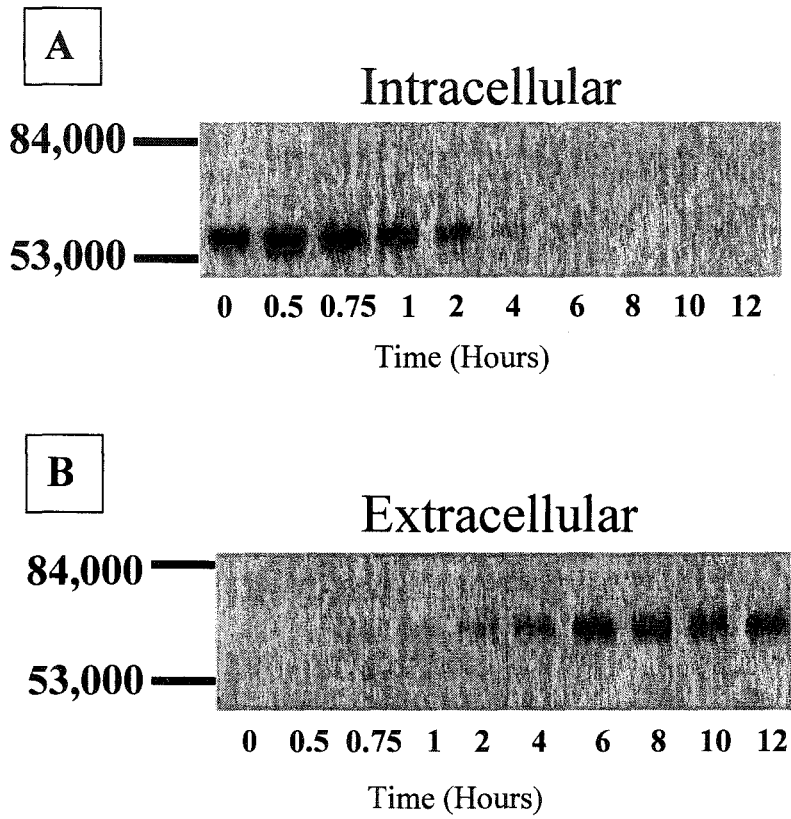 A
Intracellular
84,000
53,000
0 0.5 0.75 1 2 4 6 8 10 12
Time (Hours)
B
Extracellular
84,000
53,000
0 0.5 0.75 1 2 4 6 8 10 12
Time (Hours)